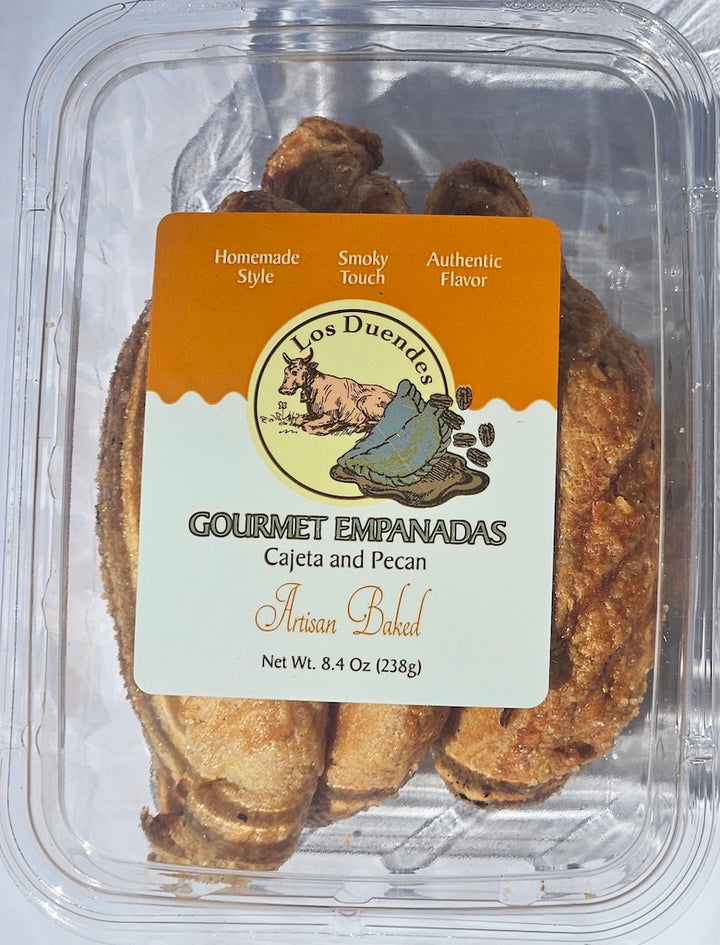 Homemade Style
Smoky Touch
Authentic Flavor
Los Duendes
GOURMET EMPANADAS
Cajeta and Pecan
Artisan Baked
Net Wt. 8.4 Oz (238g)